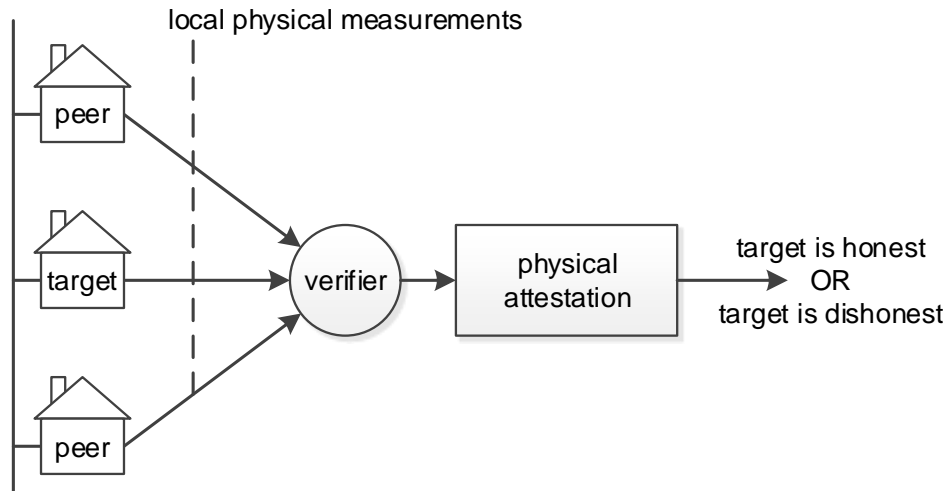 local physical measurements
peer
target
peer
verifier
physical
attestation
target is honest
OR
target is dishonest